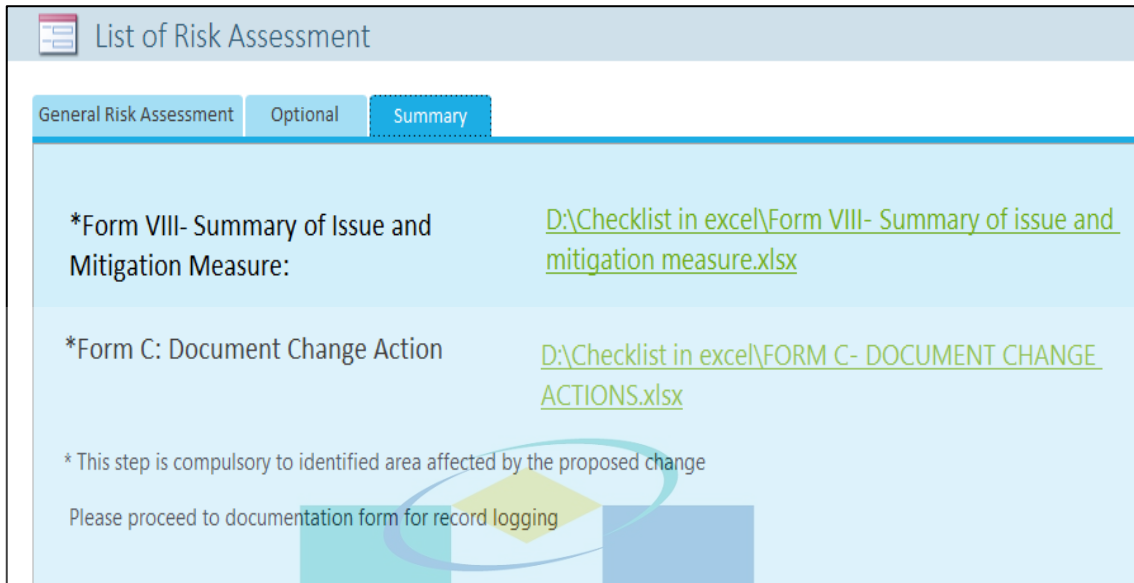 List of Risk Assessment
General Risk Assessment
Optional
Summary
*Form VIII- Summary of Issue and
Mitigation Measure:
D:\Checklist in excel\Form VIII- Summary of issue and
mitigation measure.xlsx
*Form C: Document Change Action
D:\Checklist in excel\FORM C- DOCUMENT CHANGE
ACTIONS.xlsx
* This step is compulsory to identified area affected by the proposed change
Please proceed to documentation form for record logging